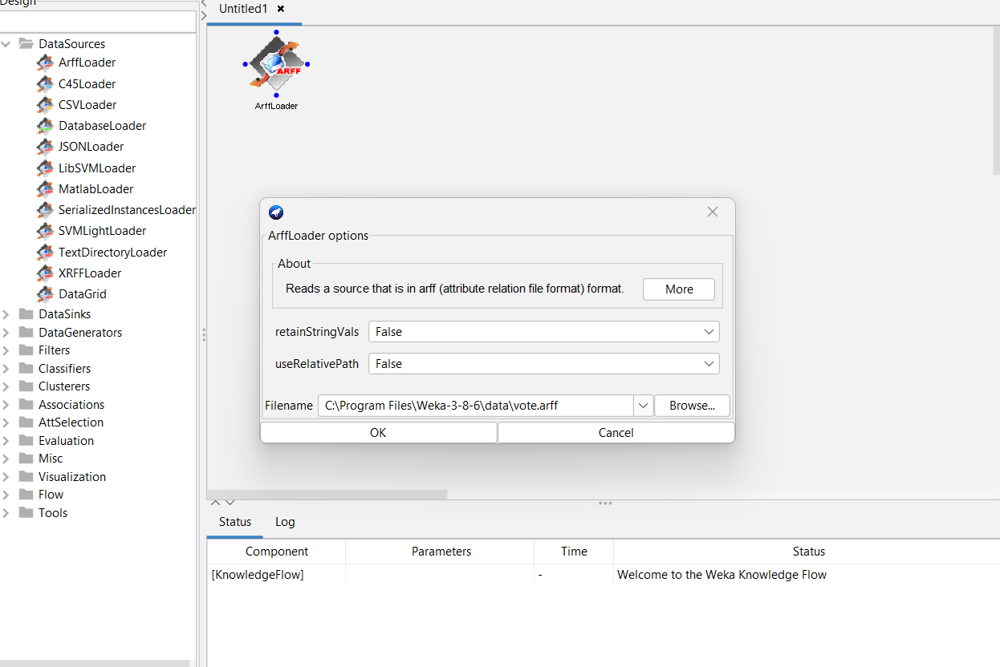 Design
Untitled1
DataSources
ArffLoader
C45Loader
CSVLoader
DatabaseLoader
JSONLoader
LibSVMLoader
MatlabLoader
SerializedInstancesLoader
SVMLightLoader
TextDirectoryLoader
XRFFLoader
DataGrid
DataSinks
DataGenerators
Filters
Classifiers
Clusterers
Associations
AttSelection
Evaluation
Misc
Visualization
Flow
Tools
ARFF
ArffLoader
ArffLoader options
About
Reads a source that is in arff (attribute relation file format) format. More
retainStringVals False
useRelativePath False
Filename C:\Program Files\Weka-3-8-6\data\vote.arff Browse...
OK Cancel
Status Log
Component Parameters Time Status
[KnowledgeFlow] - Welcome to the Weka Knowledge Flow